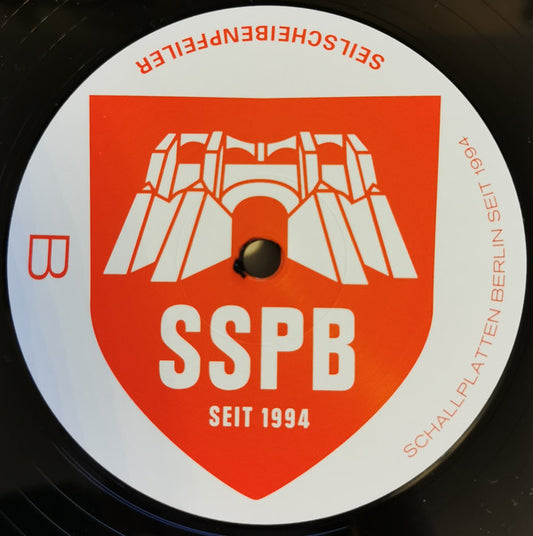 SEILSCHEIBENPFEILER
B
SSPB
SEIT 1994
SCHALLPLATTEN BERLIN SEIT 1994